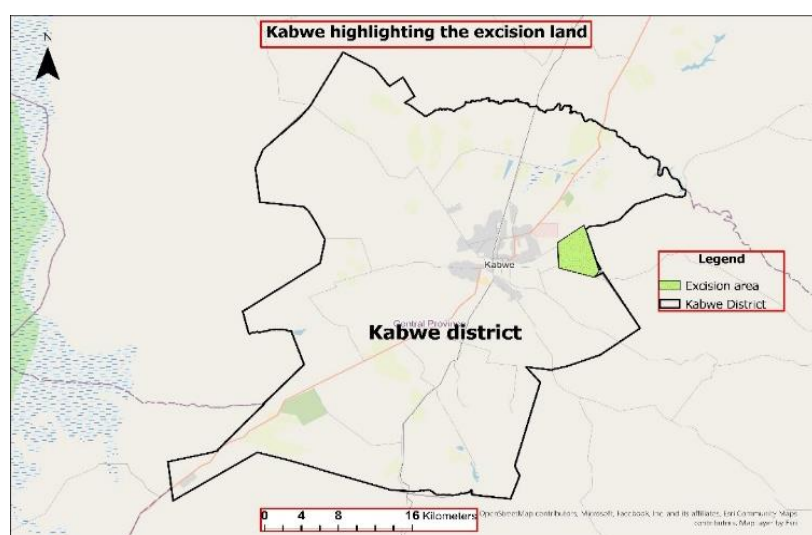 Kabwe highlighting the excision land
N
Kabwe
Legend
Excision area
Kabwe District
Central Province
Kabwe district
0 4 8 16 Kilometers
OpenStreetMap contributors, Microsoft, Facebook, Inc. and its affiliates, Esri Community Maps
contributors, Map layer by Esri